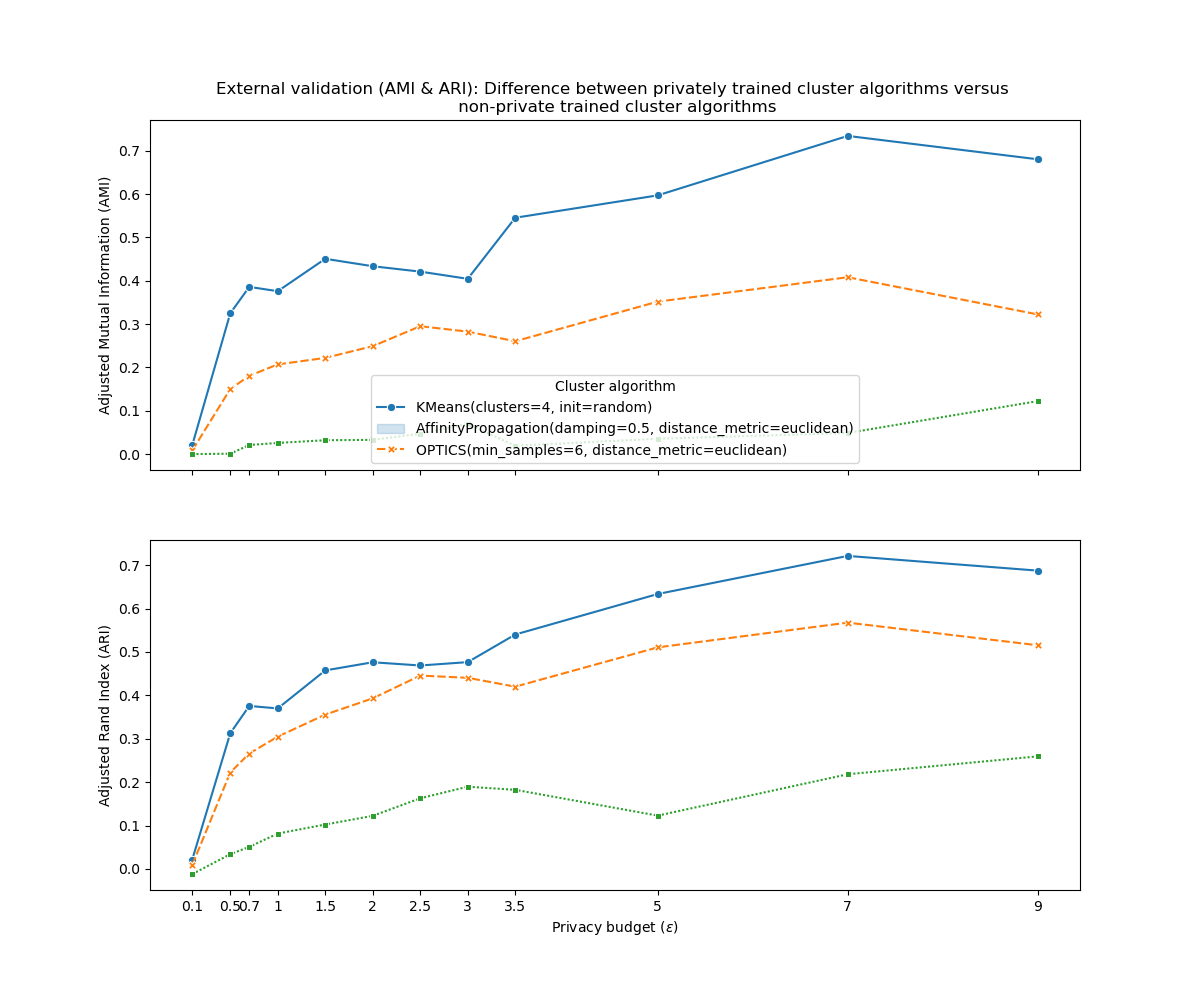 External validation (AMI & ARI): Difference between privately trained cluster algorithms versus
non-private trained cluster algorithms
Adjusted Mutual Information (AMI)
0.7
0.6
0.5
0.4
0.3
0.2
0.1
0.0
Cluster algorithm
KMeans(clusters=4, init=random)
AffinityPropagation(damping=0.5, distance_metric=euclidean)
OPTICS(min_samples=6, distance_metric=euclidean)
Adjusted Rand Index (ARI)
0.7
0.6
0.5
0.4
0.3
0.2
0.1
0.0
0.1 0.5 0.7 1 1.5 2 2.5 3 3.5 5 7 9
Privacy budget (ε)